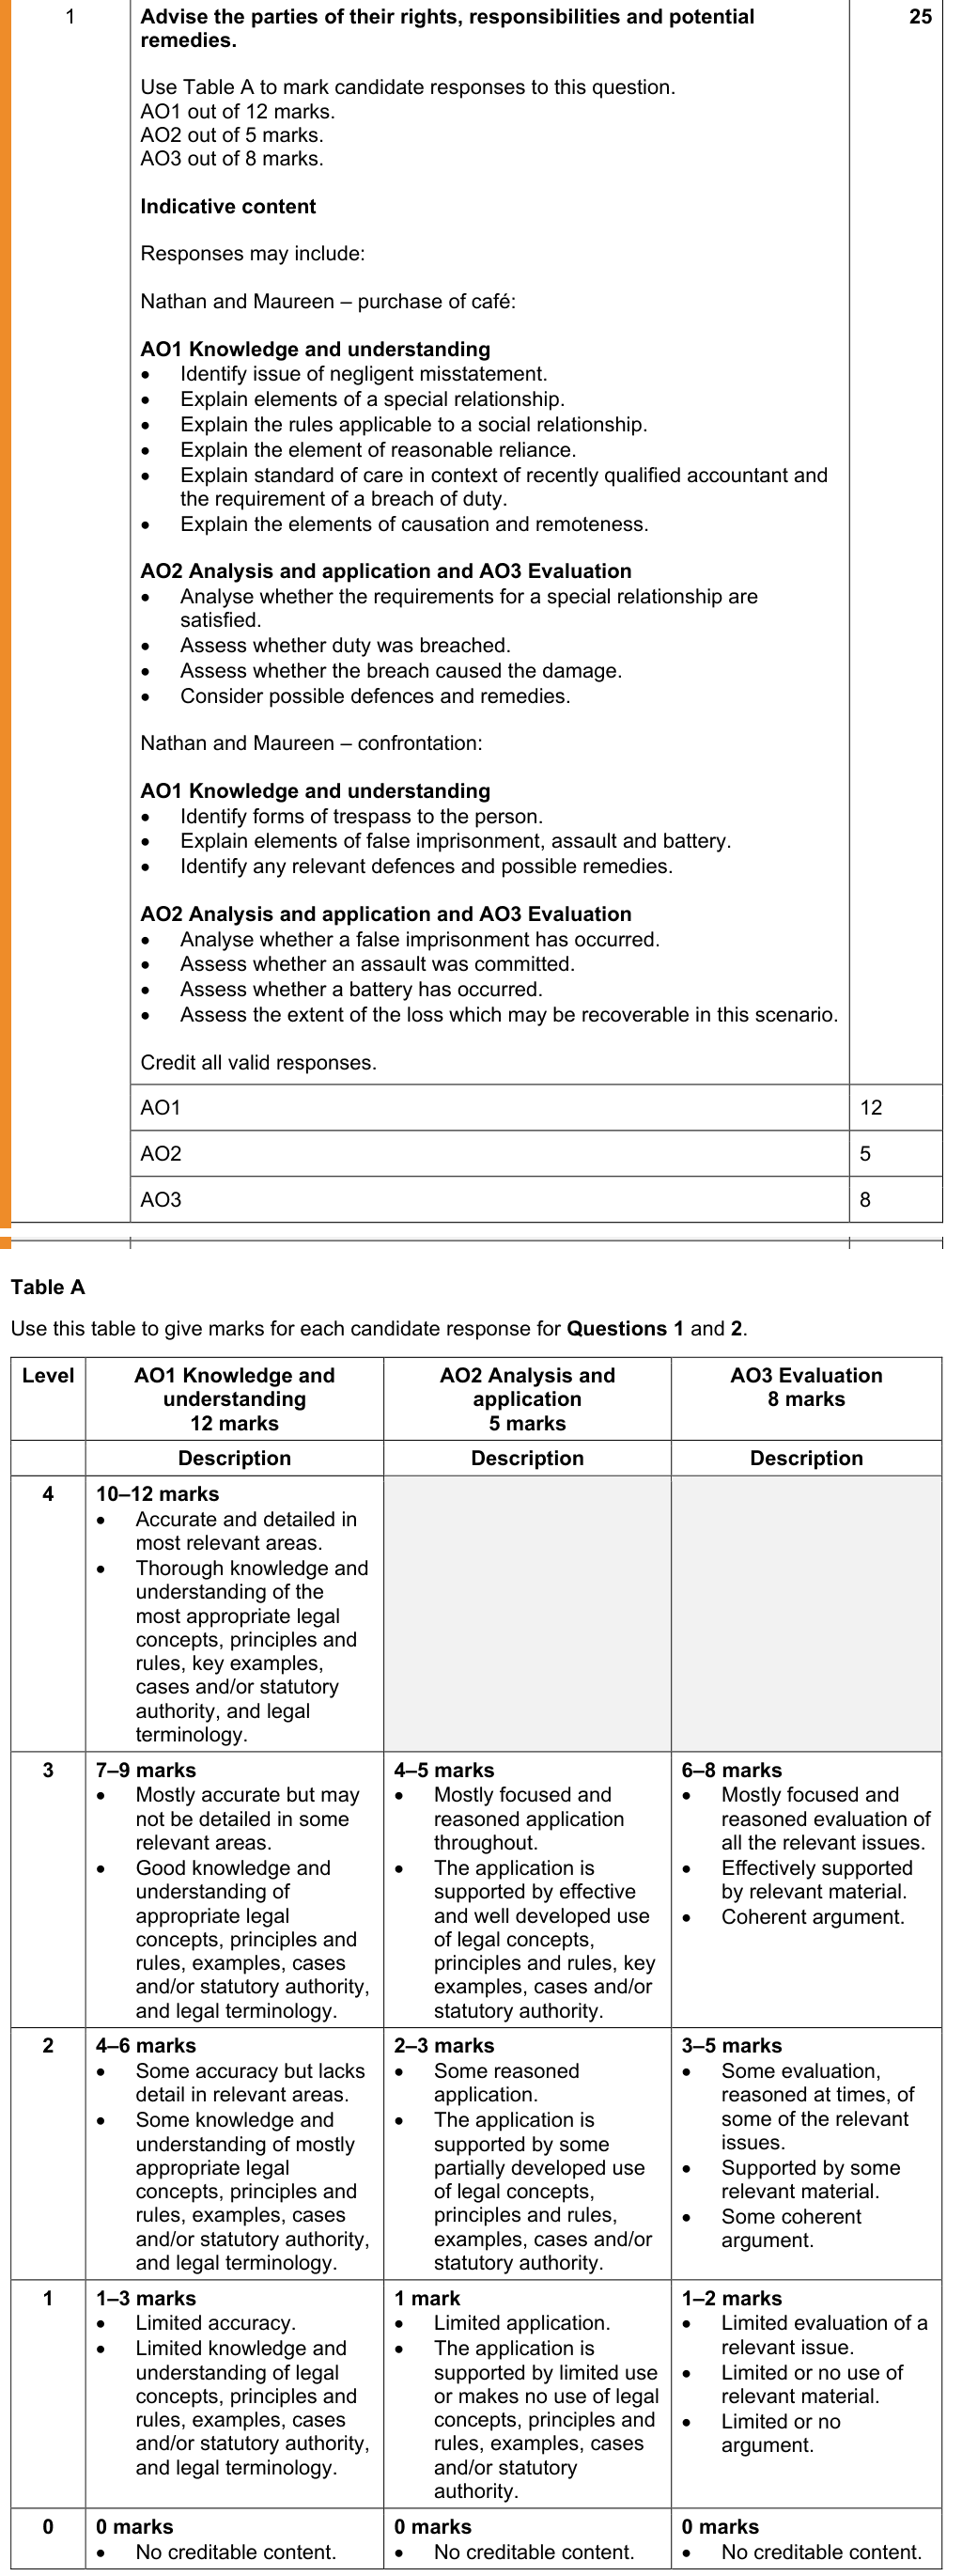 1
Advise the parties of their rights, responsibilities and potential
remedies.
25
Use Table A to mark candidate responses to this question.
AO1 out of 12 marks.
AO2 out of 5 marks.
AO3 out of 8 marks.
Indicative content
Responses may include:
Nathan and Maureen – purchase of café:
AO1 Knowledge and understanding
• Identify issue of negligent misstatement.
• Explain elements of a special relationship.
• Explain the rules applicable to a social relationship.
• Explain the element of reasonable reliance.
• Explain standard of care in context of recently qualified accountant and
the requirement of a breach of duty.
• Explain the elements of causation and remoteness.
AO2 Analysis and application and AO3 Evaluation
• Analyse whether the requirements for a special relationship are
satisfied.
• Assess whether duty was breached.
• Assess whether the breach caused the damage.
• Consider possible defences and remedies.
Nathan and Maureen – confrontation:
AO1 Knowledge and understanding
• Identify forms of trespass to the person.
• Explain elements of false imprisonment, assault and battery.
• Identify any relevant defences and possible remedies.
AO2 Analysis and application and AO3 Evaluation
• Analyse whether a false imprisonment has occurred.
• Assess whether an assault was committed.
• Assess whether a battery has occurred.
• Assess the extent of the loss which may be recoverable in this scenario.
Credit all valid responses.
AO1
12
AO2
5
AO3
8
Table A
Use this table to give marks for each candidate response for Questions 1 and 2.
Level
AO1 Knowledge and
understanding
12 marks
AO2 Analysis and
application
5 marks
AO3 Evaluation
8 marks
Description
Description
Description
4
10–12 marks
• Accurate and detailed in
most relevant areas.
• Thorough knowledge and
understanding of the
most appropriate legal
concepts, principles and
rules, key examples,
cases and/or statutory
authority, and legal
terminology.
3
7–9 marks
• Mostly accurate but may
not be detailed in some
relevant areas.
• Good knowledge and
understanding of
appropriate legal
concepts, principles and
rules, examples, cases
and/or statutory authority,
and legal terminology.
4–5 marks
• Mostly focused and
reasoned application
throughout.
• The application is
supported by effective
and well developed use
of legal concepts,
principles and rules, key
examples, cases and/or
statutory authority.
6–8 marks
• Mostly focused and
reasoned evaluation of
all the relevant issues.
• Effectively supported
by relevant material.
• Coherent argument.
2
4–6 marks
• Some accuracy but lacks
detail in relevant areas.
• Some knowledge and
understanding of mostly
appropriate legal
concepts, principles and
rules, examples, cases
and/or statutory authority,
and legal terminology.
2–3 marks
• Some reasoned
application.
• The application is
supported by some
partially developed use
of legal concepts,
principles and rules,
examples, cases and/or
statutory authority.
3–5 marks
• Some evaluation,
reasoned at times, of
some of the relevant
issues.
• Supported by some
relevant material.
• Some coherent
argument.
1
1–3 marks
• Limited accuracy.
• Limited knowledge and
understanding of legal
concepts, principles and
rules, examples, cases
and/or statutory authority,
and legal terminology.
1 mark
• Limited application.
• The application is
supported by limited use
or makes no use of legal
concepts, principles and
rules, examples, cases
and/or statutory
authority.
1–2 marks
• Limited evaluation of a
relevant issue.
• Limited or no use of
relevant material.
• Limited or no
argument.
0
0 marks
• No creditable content.
0 marks
• No creditable content.
0 marks
• No creditable content.